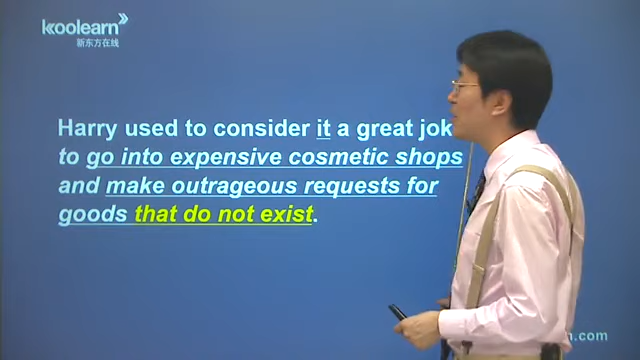 koolearn
新东方在线
Harry used to consider it a great jok
to go into expensive cosmetic shops
and make outrageous requests for
goods that do not exist.
n.com